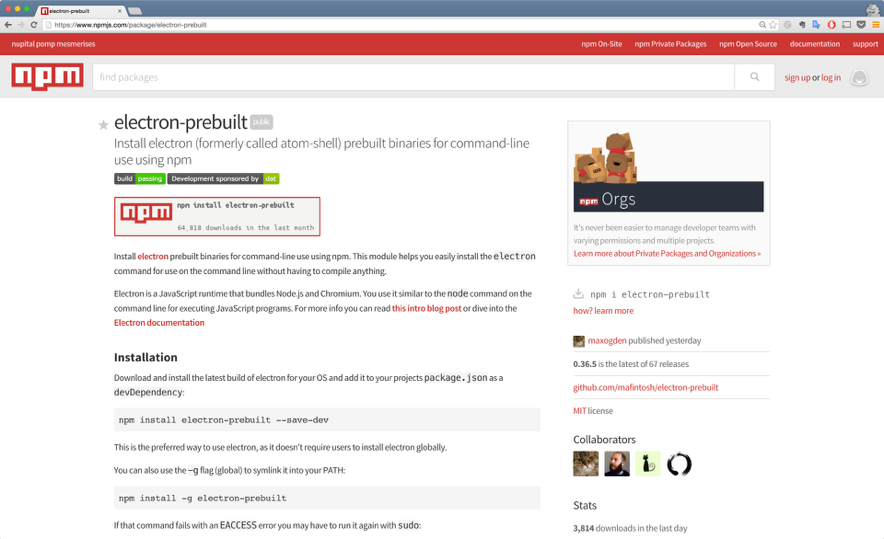 electron-prebuilt
https://www.npmjs.com/package/electron-prebuilt
nupital pomp mesmerises
npm On-Site
npm Private Packages
npm Open Source
documentation
support
npm
find packages
sign up or log in
electron-prebuilt public
Install electron (formerly called atom-shell) prebuilt binaries for command-line
use using npm
build passing Development sponsored by dat
npm npm install electron-prebuilt
64,818 downloads in the last month
Install electron prebuilt binaries for command-line use using npm. This module helps you easily install the electron
command for use on the command line without having to compile anything.
Electron is a JavaScript runtime that bundles Node.js and Chromium. You use it similar to the node command on the
command line for executing JavaScript programs. For more info you can read this intro blog post or dive into the
Electron documentation
Installation
Download and install the latest build of electron for your OS and add it to your projects package.json as a
devDependency:
npm install electron-prebuilt --save-dev
This is the preferred way to use electron, as it doesn't require users to install electron globally.
You can also use the -g flag (global) to symlink it into your PATH:
npm install -g electron-prebuilt
If that command fails with an EACCESS error you may have to run it again with sudo:
npm Orgs
It's never been easier to manage developer teams with
varying permissions and multiple projects.
Learn more about Private Packages and Organizations »
npm i electron-prebuilt
how? learn more
maxogden published yesterday
0.36.5 is the latest of 67 releases
github.com/mafintosh/electron-prebuilt
MIT license
Collaborators
Stats
3,814 downloads in the last day